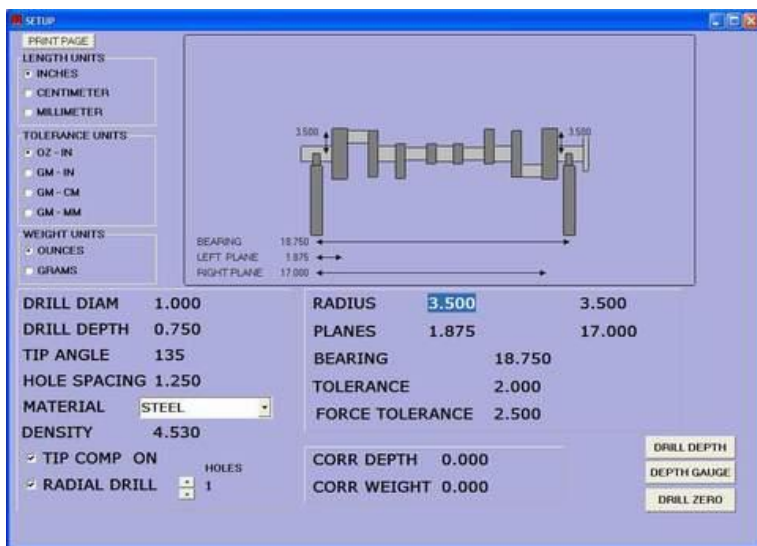 SETUP
PRINT PAGE
LENGTH UNITS
INCHES
CENTIMETER
MILLIMETER
TOLERANCE UNITS
OZ - IN
GM - IN
GM - CM
GM - MM
WEIGHT UNITS
OUNCES
GRAMS
3.500 3.500
BEARING 18.750
LEFT PLANE 1.875
RIGHT PLANE 17.000
DRILL DIAM 1.000
DRILL DEPTH 0.750
TIP ANGLE 135
HOLE SPACING 1.250
MATERIAL STEEL
DENSITY 4.530
TIP COMP ON
RADIAL DRILL HOLES 1
RADIUS 3.500 3.500
PLANES 1.875 17.000
BEARING 18.750
TOLERANCE 2.000
FORCE TOLERANCE 2.500
CORR DEPTH 0.000
CORR WEIGHT 0.000
DRILL DEPTH
DEPTH GAUGE
DRILL ZERO